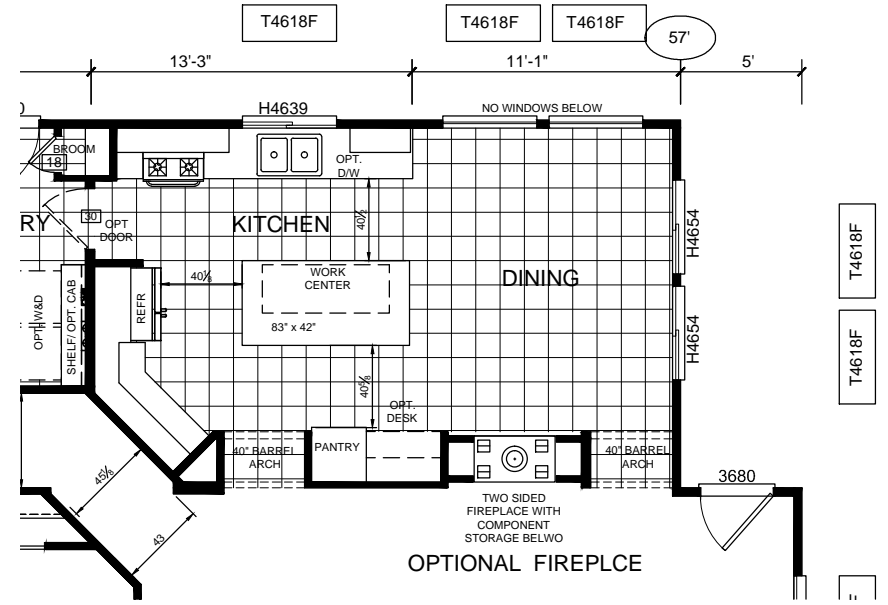 T4618F
T4618F
T4618F
57'
13'-3"
11'-1"
5'
H4639
NO WINDOWS BELOW
BROOM
18
OPT.
D/W
30
RY
OPT
DOOR
KITCHEN
40½
H4654
T4618F
WORK
CENTER
DINING
40⅛
REFR
83" x 42"
OPT. W&D
SHELF/ OPT. CAB
H4654
T4618F
40⅝
OPT.
DESK
40" BARREL
ARCH
PANTRY
40" BARREL
ARCH
45⅛
43
3680
TWO SIDED
FIREPLACE WITH
COMPONENT
STORAGE BELWO
OPTIONAL FIREPLCE